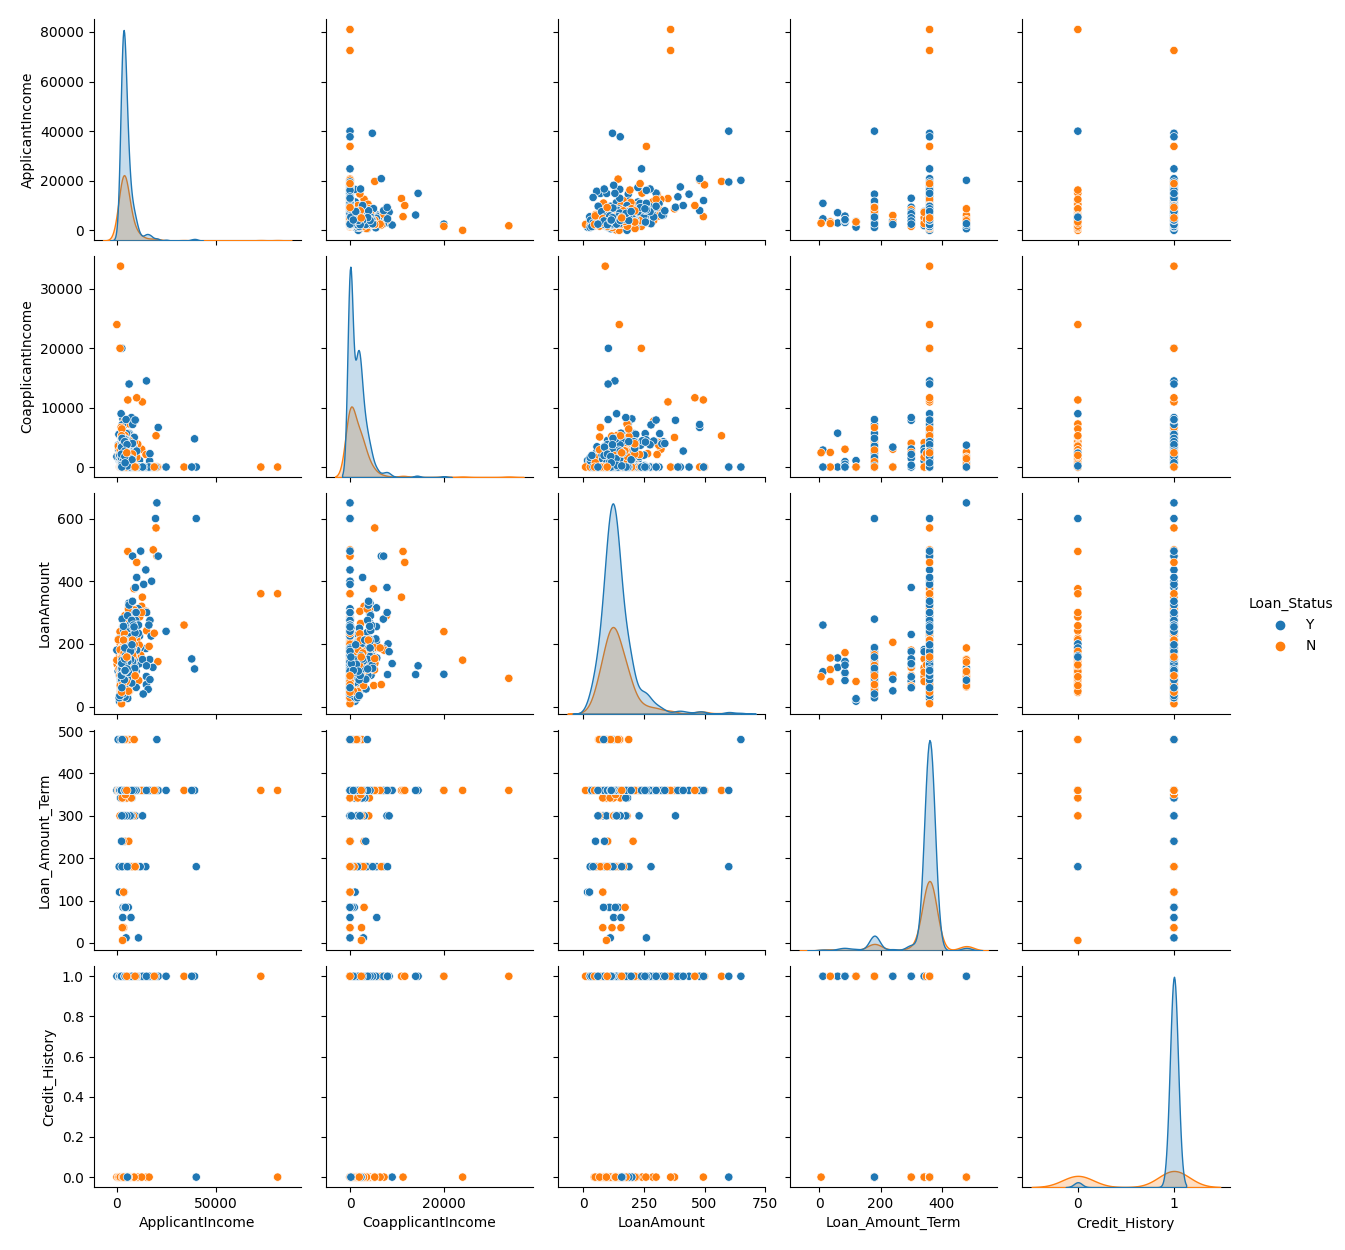 80000
60000
40000
20000
0
ApplicantIncome
30000
20000
10000
0
CoapplicantIncome
600
400
200
0
LoanAmount
Loan_Status
Y
N
500
400
300
200
100
0
Loan_Amount_Term
1.0
0.8
0.6
0.4
0.2
0.0
Credit_History
0 50000 0 20000 0 250 500 750 0 200 400 0 1
ApplicantIncome CoapplicantIncome LoanAmount Loan_Amount_Term Credit_History